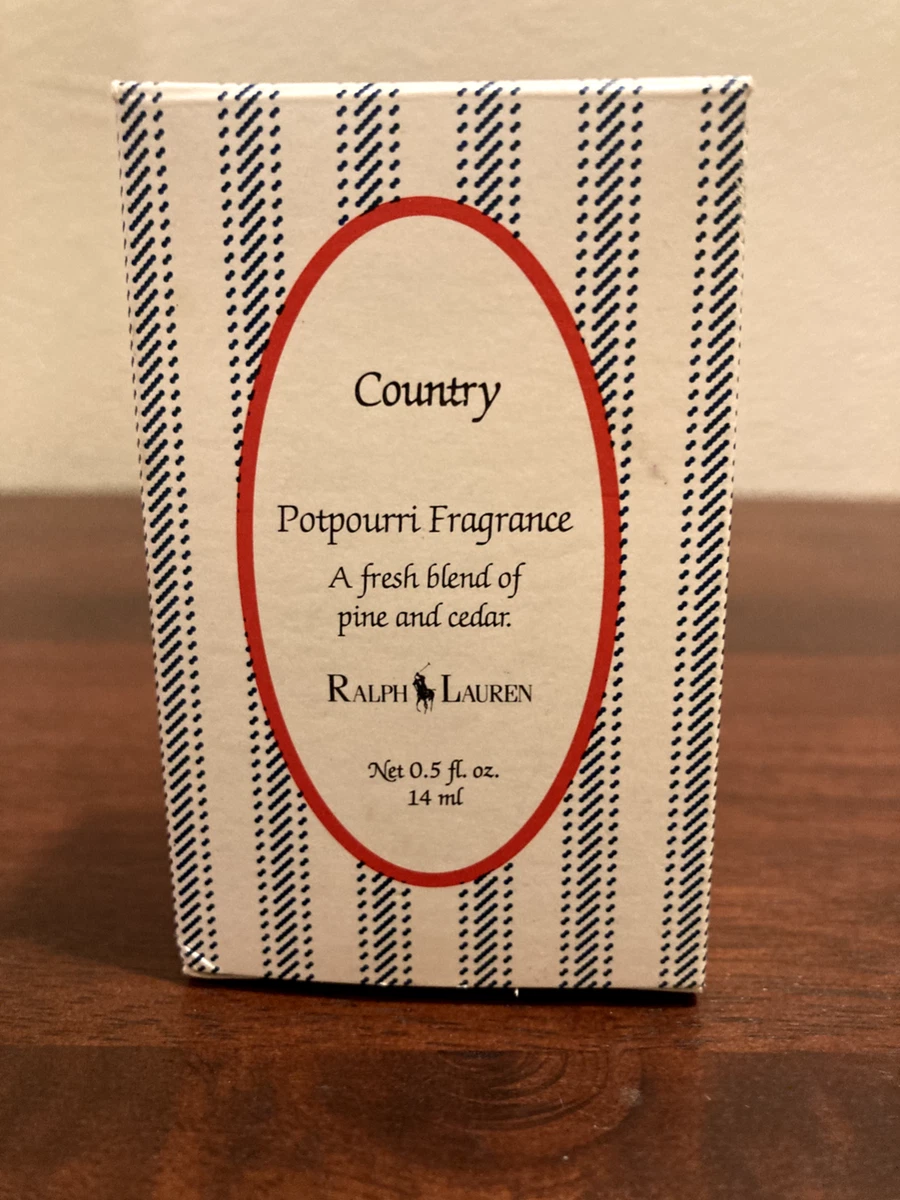 Country
Potpourri Fragrance
A fresh blend of
pine and cedar.
RALPH LAUREN
Net 0.5 fl. oz.
14 ml